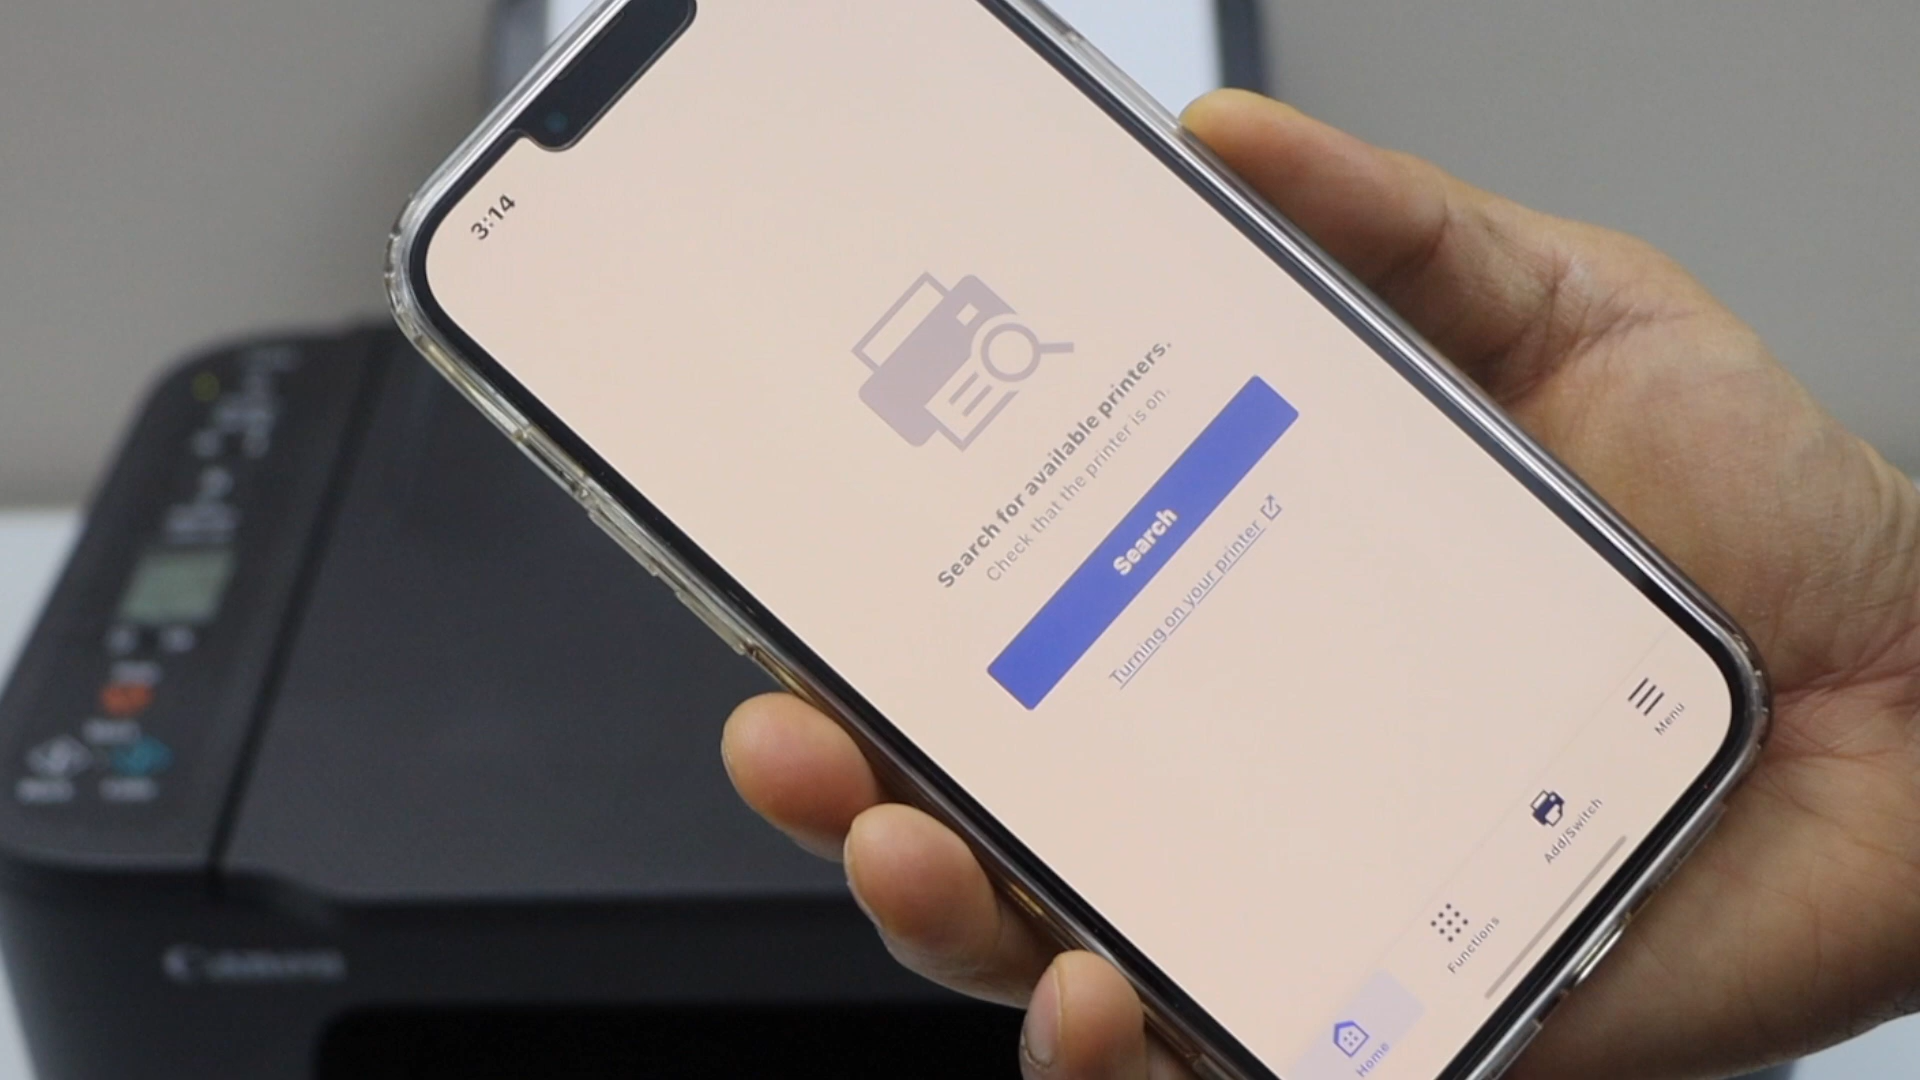 3:14
Search for available printers.
Check that the printer is on.
Search
Turning on your printer
Home
Functions
Add/Switch
Menu
Canon